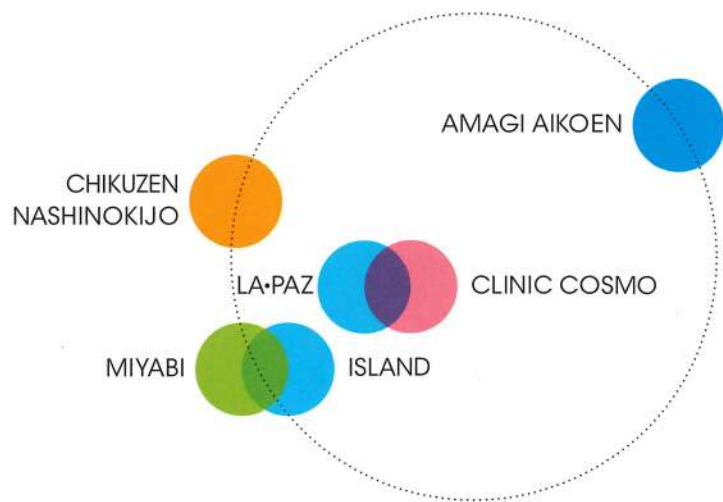 AMAGI AIKOEN
CHIKUZEN
NASHINOKIJO
LA•PAZ
CLINIC COSMO
MIYABI
ISLAND